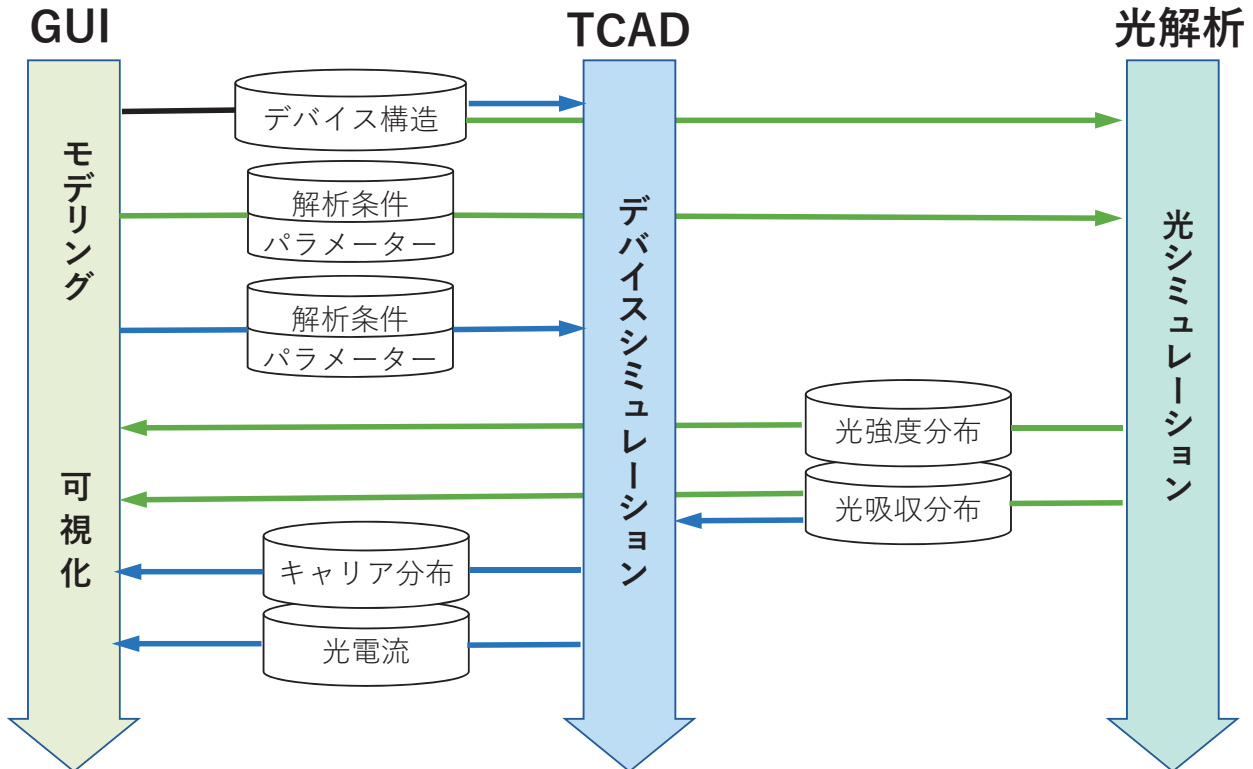 GUI
TCAD
光解析
モデリング
デバイス構造
解析条件
パラメーター
解析条件
パラメーター
デバイスシミュレーション
光シミュレーション
光強度分布
光吸収分布
可視化
キャリア分布
光電流